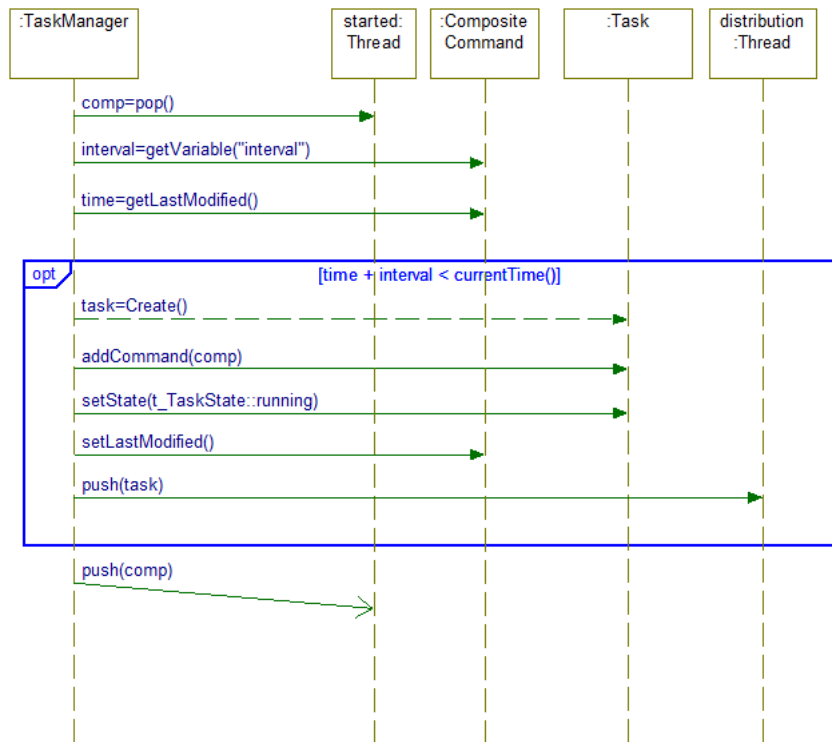 :TaskManager
started:
Thread
:Composite
Command
:Task
distribution
:Thread
comp=pop()
interval=getVariable("interval")
time=getLastModified()
opt
[time + interval < currentTime()]
task=Create()
addCommand(comp)
setState(t_TaskState::running)
setLastModified()
push(task)
push(comp)